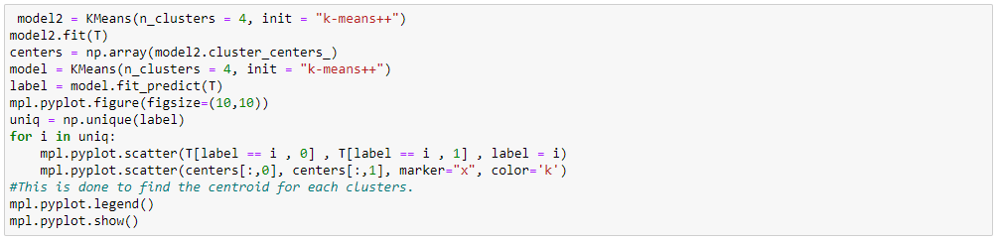 model2 = KMeans(n_clusters = 4, init = "k-means++")
model2.fit(T)
centers = np.array(model2.cluster_centers_)
model = KMeans(n_clusters = 4, init = "k-means++")
label = model.fit_predict(T)
mpl.pyplot.figure(figsize=(10,10))
uniq = np.unique(label)
for i in uniq:
    mpl.pyplot.scatter(T[label == i , 0] , T[label == i , 1] , label = i)
    mpl.pyplot.scatter(centers[:,0], centers[:,1], marker="x", color='k')
#This is done to find the centroid for each clusters.
mpl.pyplot.legend()
mpl.pyplot.show()